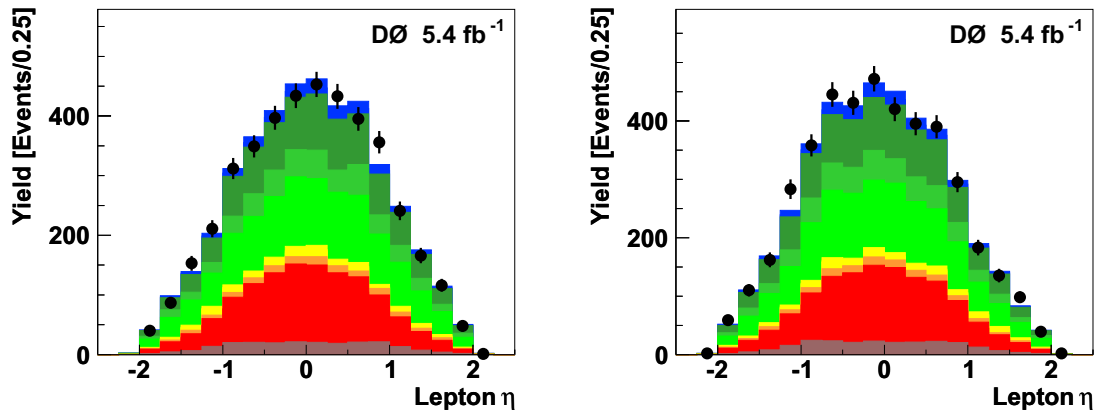 DØ 5.4 fb⁻¹
Yield [Events/0.25]
400
200
0
-2 -1 0 1 2
Lepton η
DØ 5.4 fb⁻¹
Yield [Events/0.25]
400
200
0
-2 -1 0 1 2
Lepton η